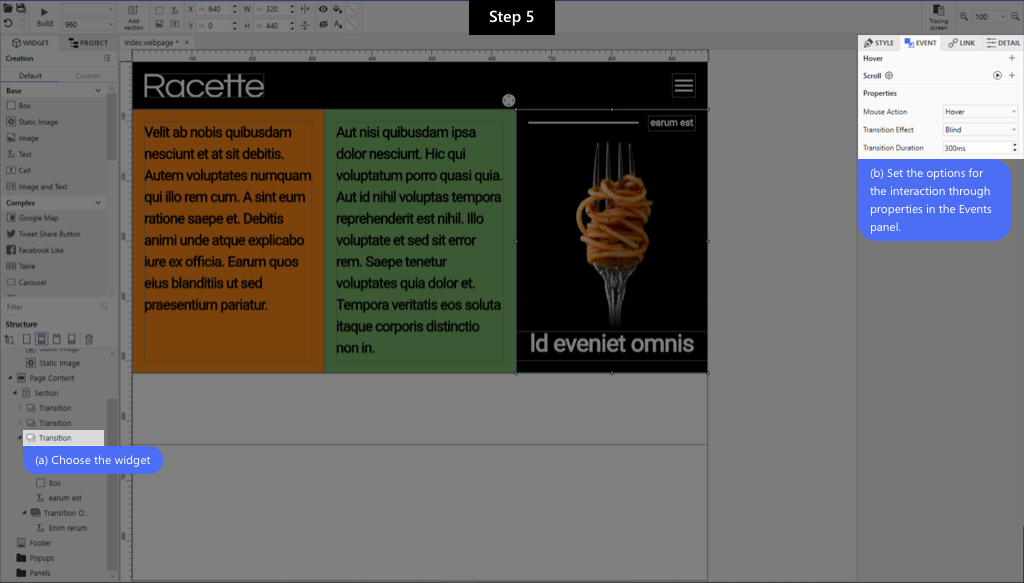 Step 5
Build
960
Add
section
X
640
W
320
Y
0
H
440
Tracing
screen
100
WIDGET
PROJECT
index.webpage *
STYLE
EVENT
LINK
DETAIL
Creation
Default
Custom
Base
Box
Static Image
Image
Text
Cell
Image and Text
Complex
Google Map
Tweet Share Button
Facebook Like
Table
Carousel
Filter
Structure
Static Image
Static Image
Page Content
Section
Transition
Transition
Transition
(a) Choose the widget
Box
earum est
Transition O...
Enim rerum
Footer
Popups
Panels
Racette
Velit ab nobis quibusdam
nesciunt et at sit debitis.
Autem voluptates numquam
qui illo rem cum. A sint eum
ratione saepe et. Debitis
animi unde atque explicabo
iure ex officia. Earum quos
eius blanditiis ut sed
praesentium pariatur.
Aut nisi quibusdam ipsa
dolor nesciunt. Hic qui
voluptatum porro quasi quia.
Aut id nihil voluptas tempora
reprehenderit est nihil. Illo
voluptate et sed sit error
rem. Saepe tenetur
voluptates quia dolor et.
Tempora veritatis eos soluta
itaque corporis distinctio
non in.
earum est
Id eveniet omnis
Hover
Scroll
Properties
Mouse Action
Hover
Transition Effect
Blind
Transition Duration
300ms
(b) Set the options for
the interaction through
properties in the Events
panel.